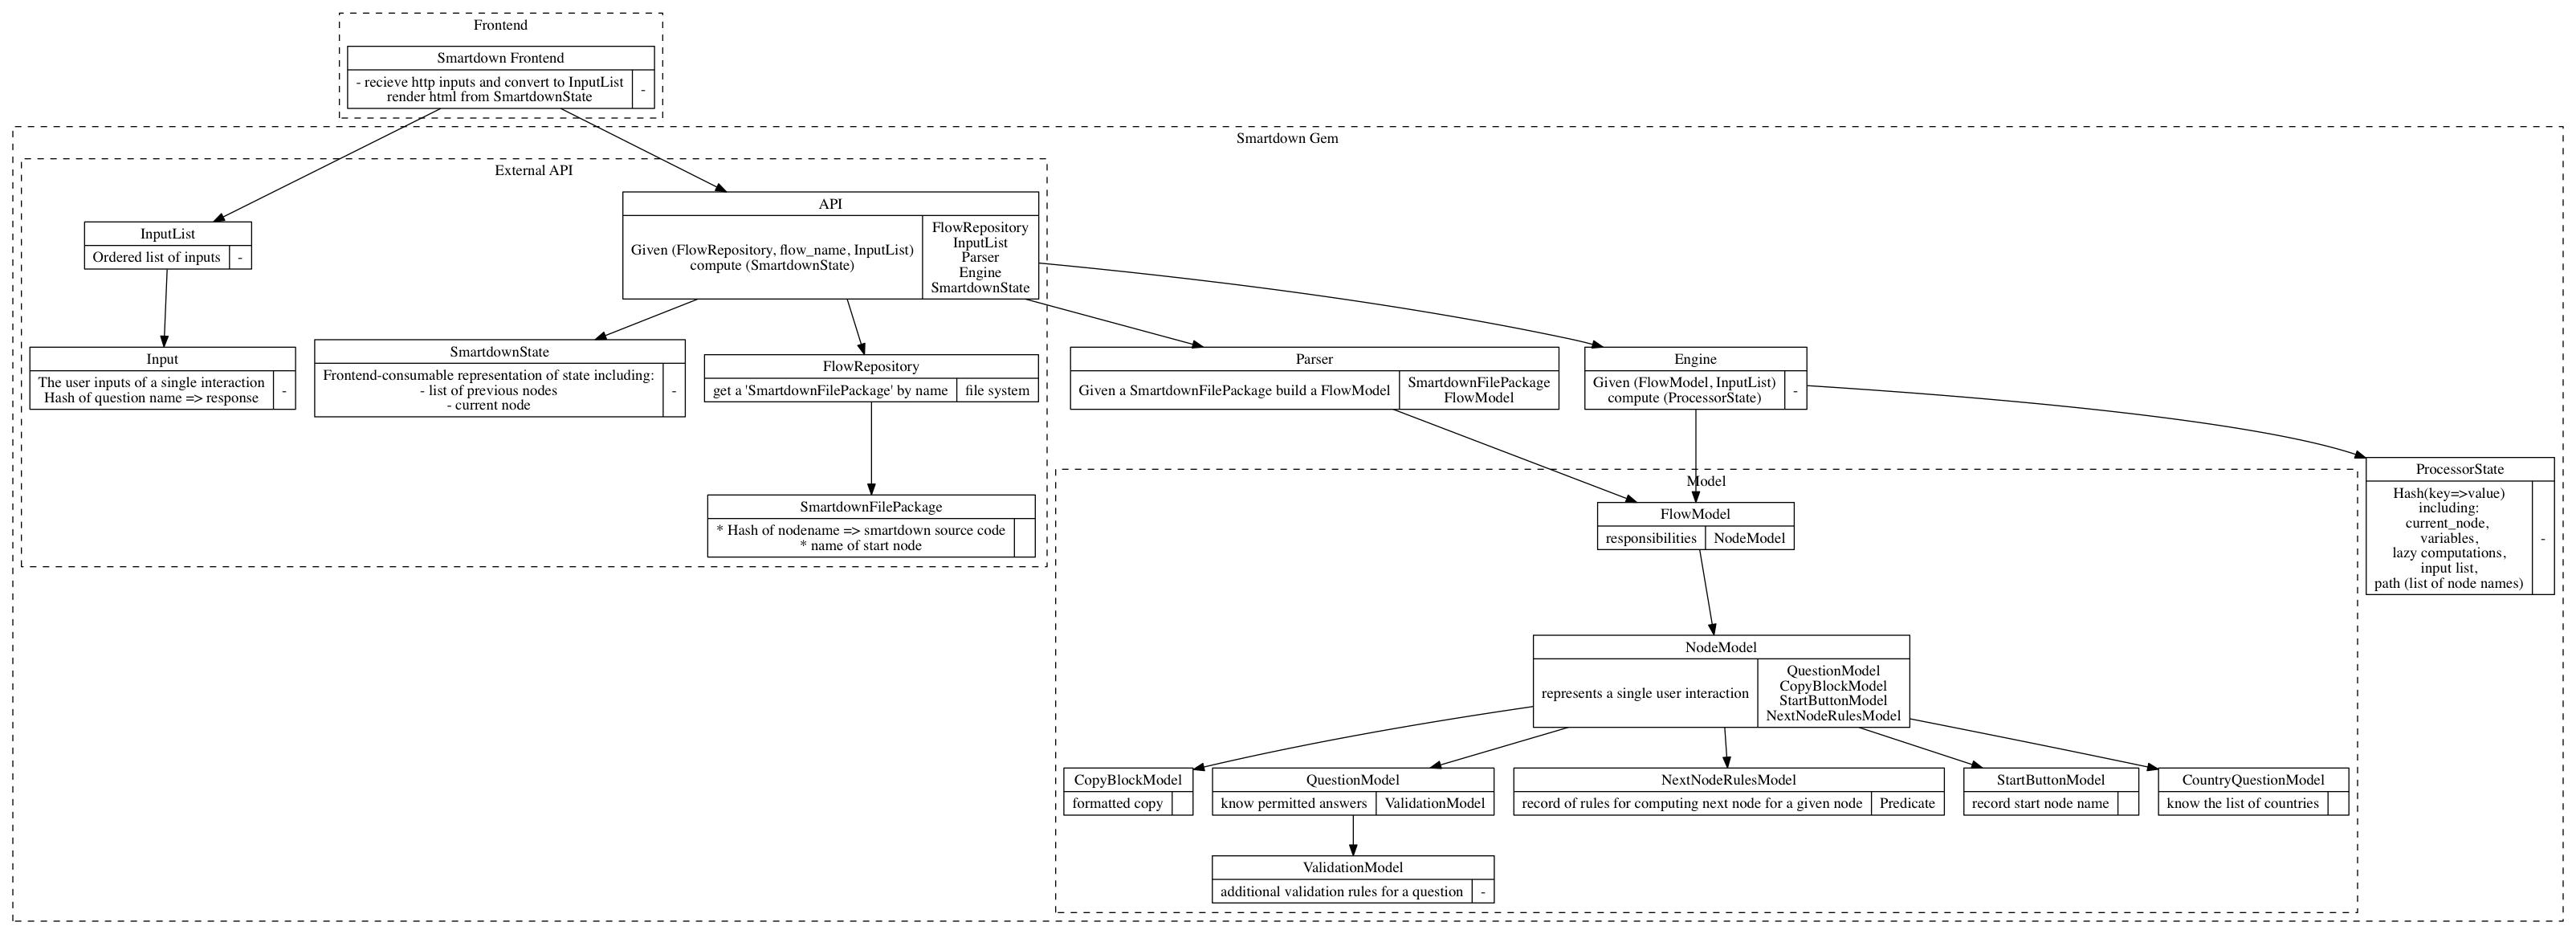 Frontend
Smartdown Frontend
- recieve http inputs and convert to InputList
render html from SmartdownState
-
Smartdown Gem
External API
API
Given (FlowRepository, flow_name, InputList)
compute (SmartdownState)
FlowRepository
InputList
Parser
Engine
SmartdownState
InputList
Ordered list of inputs
-
Input
The user inputs of a single interaction
Hash of question name => response
-
SmartdownState
Frontend-consumable representation of state including:
- list of previous nodes
- current node
-
FlowRepository
get a 'SmartdownFilePackage' by name
file system
Parser
Given a SmartdownFilePackage build a FlowModel
SmartdownFilePackage
FlowModel
Engine
Given (FlowModel, InputList)
compute (ProcessorState)
-
SmartdownFilePackage
* Hash of nodename => smartdown source code
* name of start node
ProcessorState
Hash(key=>value)
including:
current_node,
variables,
lazy computations,
input list,
path (list of node names)
-
Model
FlowModel
responsibilities
NodeModel
NodeModel
represents a single user interaction
QuestionModel
CopyBlockModel
StartButtonModel
NextNodeRulesModel
CopyBlockModel
formatted copy
QuestionModel
know permitted answers
ValidationModel
NextNodeRulesModel
record of rules for computing next node for a given node
Predicate
StartButtonModel
record start node name
CountryQuestionModel
know the list of countries
ValidationModel
additional validation rules for a question
-